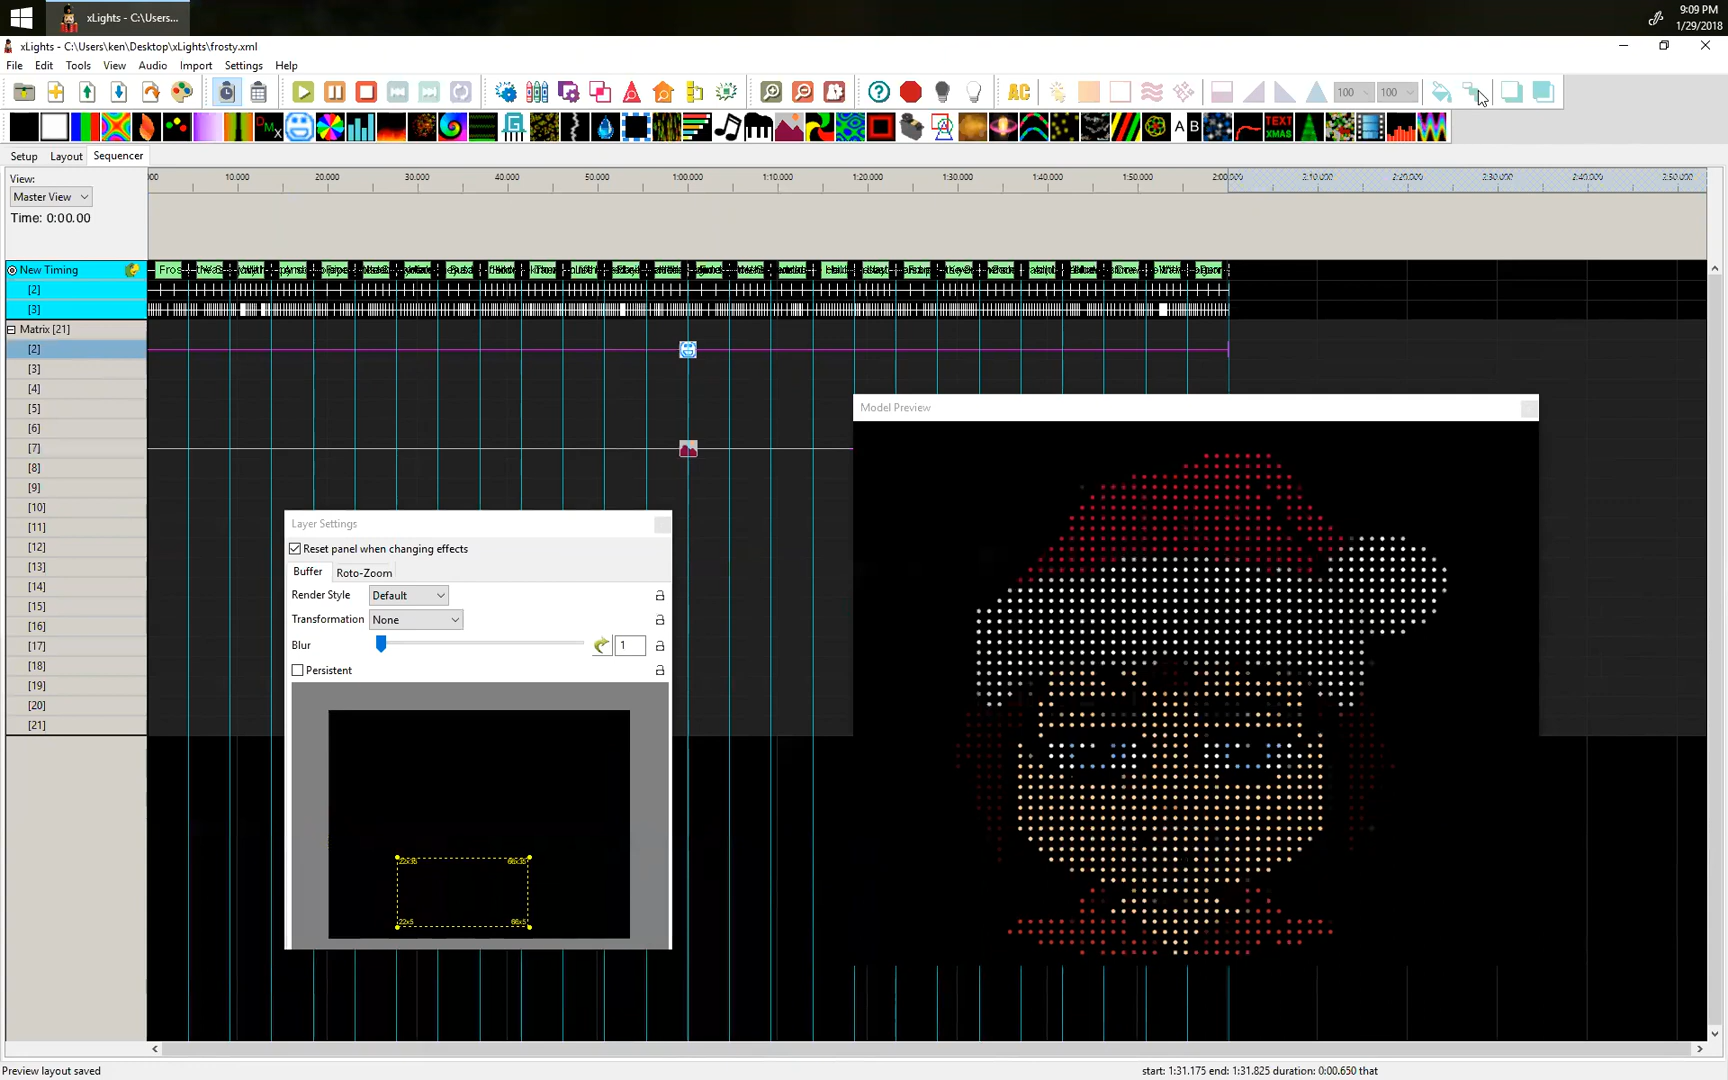 xLights - C:\Users...
9:09 PM
1/29/2018
xLights - C:\Users\ken\Desktop\xLights\frosty.xml
File Edit Tools View Audio Import Settings Help
AC 100 100
DMX AB TEXT XMAS
Setup Layout Sequencer
View:
Master View
Time: 0:00.00
10.000 20.000 30.000 40.000 50.000 1:00.000 1:10.000 1:20.000 1:30.000 1:40.000 1:50.000 2:00.000 2:10.000 2:20.000 2:30.000 2:40.000 2:50.000
New Timing
[2]
[3]
Matrix [21]
[2]
[3]
[4]
[5]
[6]
[7]
[8]
[9]
[10]
[11]
[12]
[13]
[14]
[15]
[16]
[17]
[18]
[19]
[20]
[21]
Model Preview
Layer Settings
Reset panel when changing effects
Buffer Roto-Zoom
Render Style Default
Transformation None
Blur 1
Persistent
22x35 66x35
22x5 66x5
Preview layout saved
start: 1:31.175 end: 1:31.825 duration: 0:00.650 that